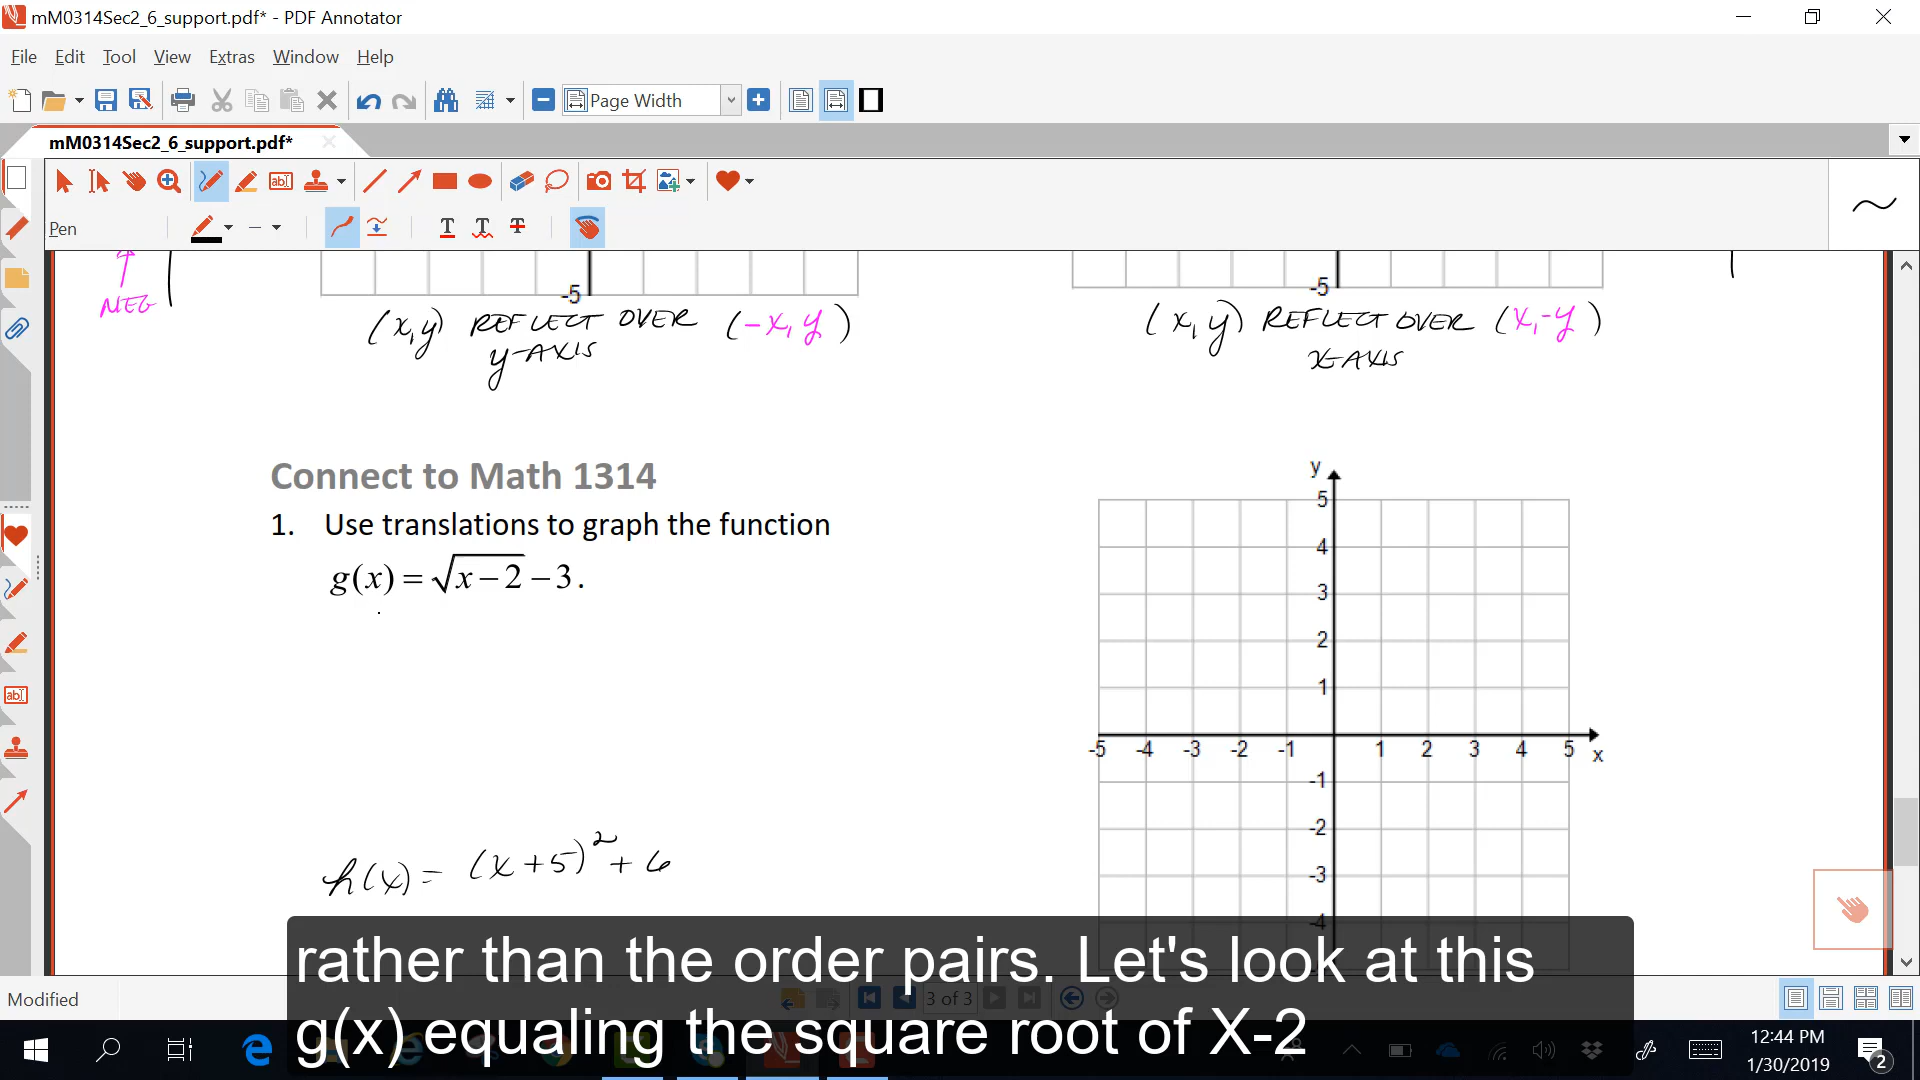 mM0314Sec2_6_support.pdf* - PDF Annotator
File Edit Tool View Extras Window Help
Page Width
mM0314Sec2_6_support.pdf*
Pen
NEG
-5
-5
(x,y) REFLECT OVER (-x,y)
y-AXIS
(x,y) REFLECT OVER (x,-y)
x-AXIS
Connect to Math 1314
1. Use translations to graph the function
g(x) = √x − 2 − 3.
h(x) = (x+5)² + 6
y
5
4
3
2
1
-5 -4 -3 -2 -1 1 2 3 4 5
x
-1
-2
-3
-4
rather than the order pairs. Let's look at this
g(x) equaling the square root of X-2
Modified
3 of 3
12:44 PM
1/30/2019
2